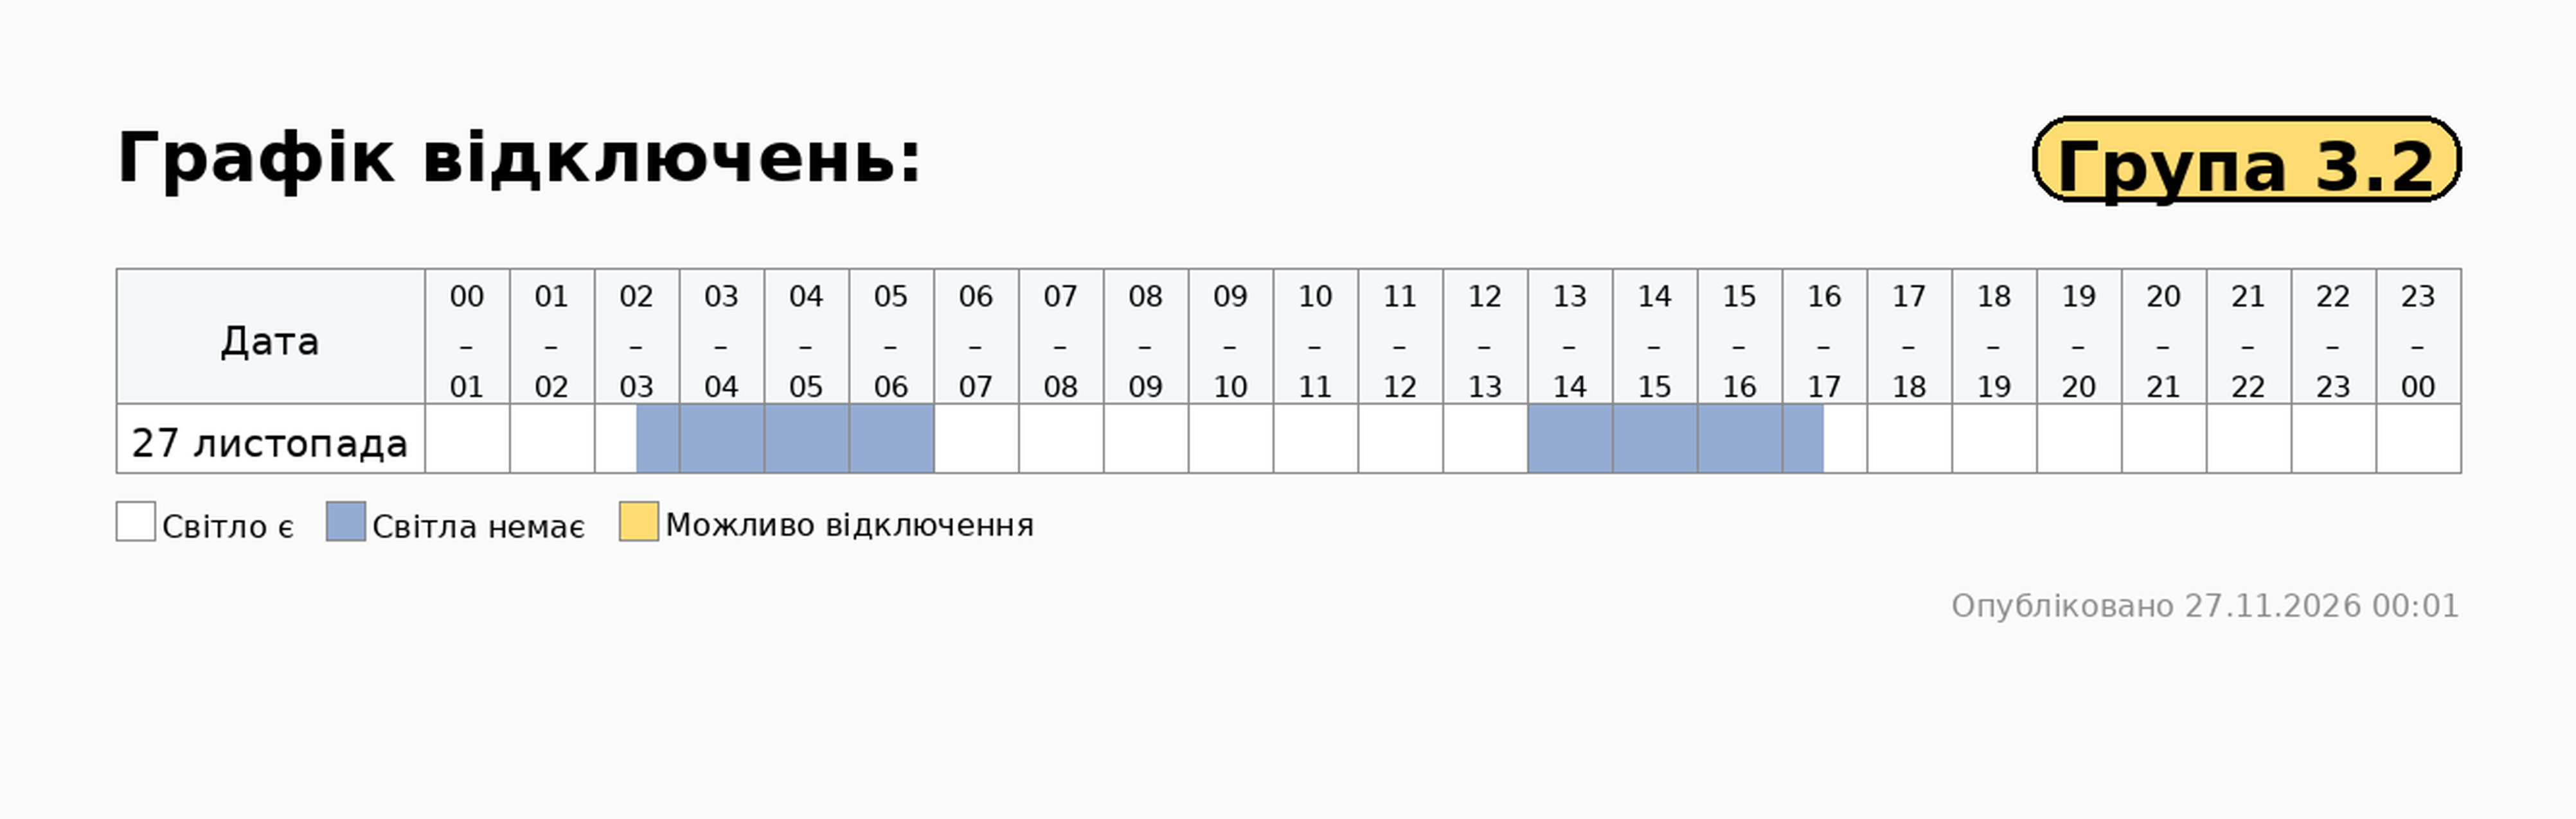 Графік відключень:
Група 3.2
Дата 00 – 01 01 – 02 02 – 03 03 – 04 04 – 05 05 – 06 06 – 07 07 – 08 08 – 09 09 – 10 10 – 11 11 – 12 12 – 13 13 – 14 14 – 15 15 – 16 16 – 17 17 – 18 18 – 19 19 – 20 20 – 21 21 – 22 22 – 23 23 – 00
27 листопада
Світло є Світла немає Можливо відключення
Опубліковано 27.11.2026 00:01